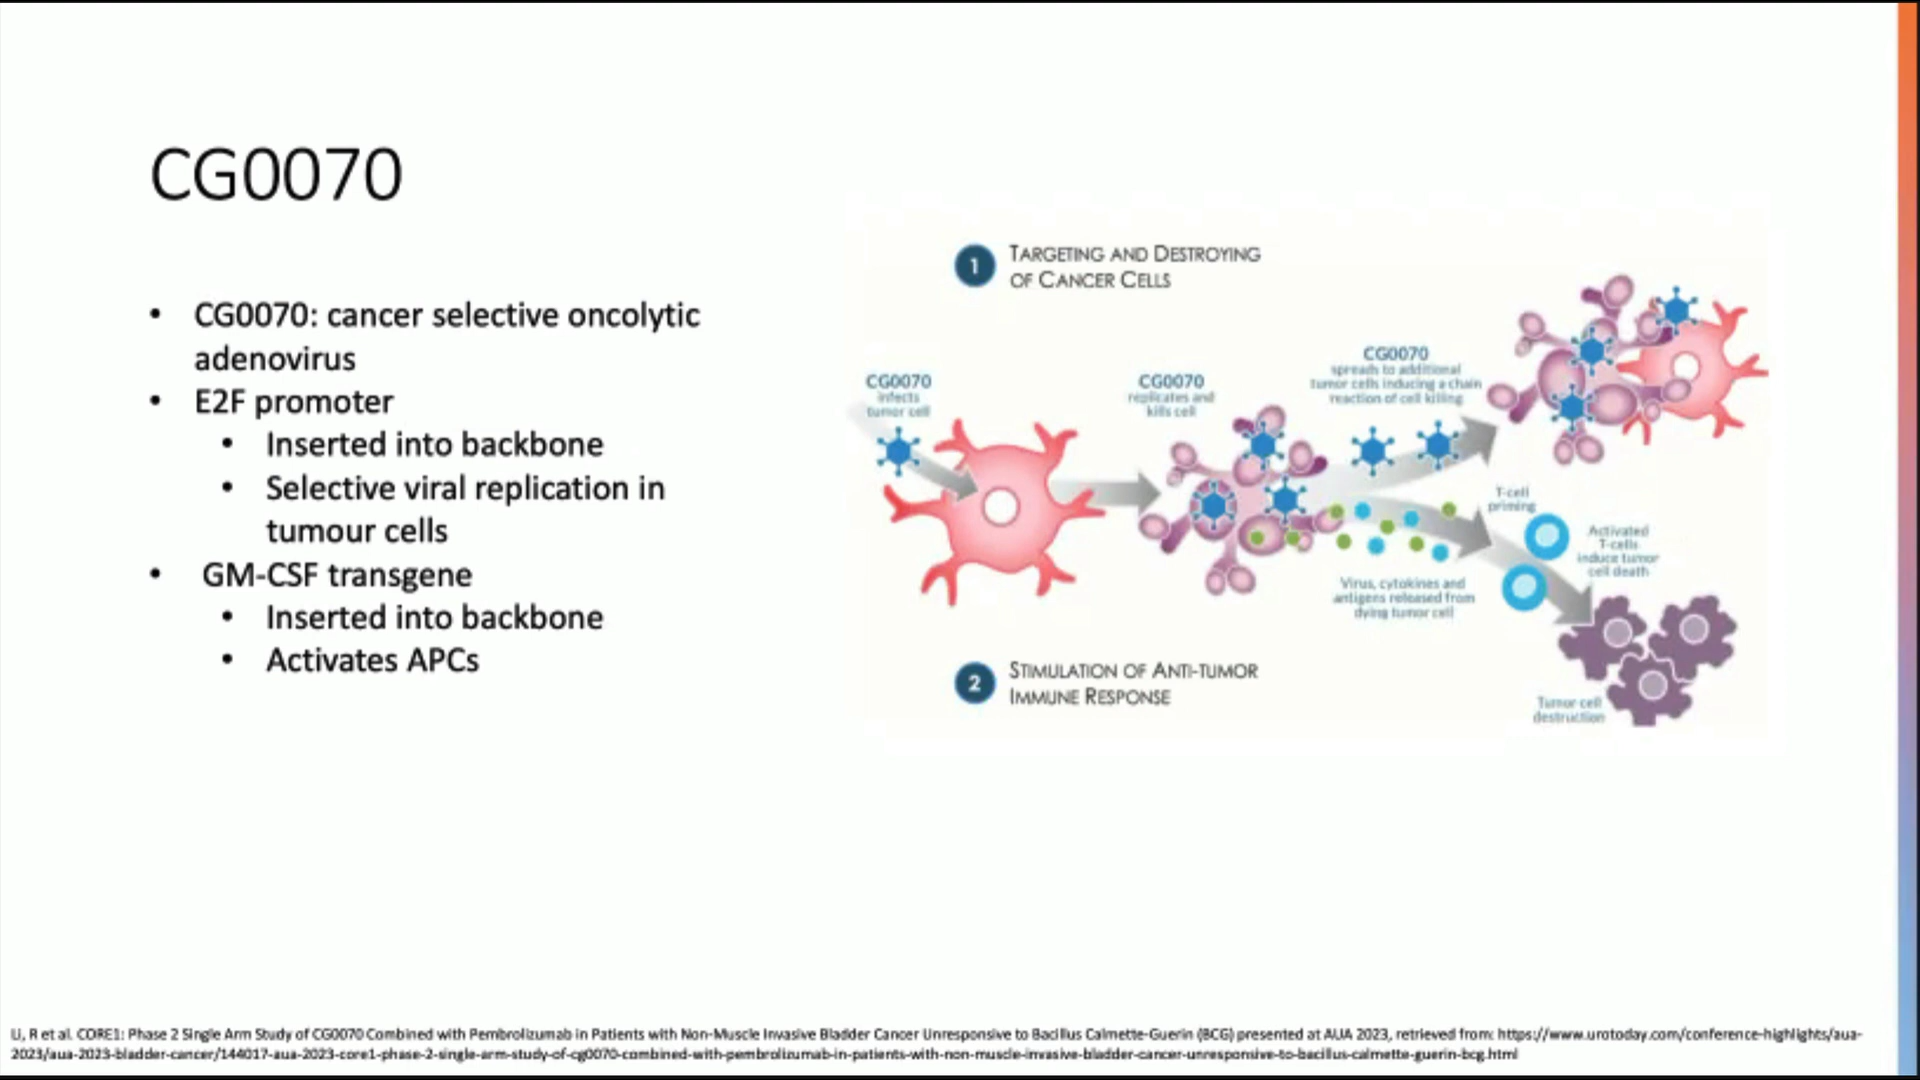 CG0070
• CG0070: cancer selective oncolytic
adenovirus
• E2F promoter
• Inserted into backbone
• Selective viral replication in
tumour cells
• GM-CSF transgene
• Inserted into backbone
• Activates APCs
1
TARGETING AND DESTROYING
OF CANCER CELLS
CG0070
infects
tumor cell
CG0070
replicates and
kills cell
CG0070
spreads to additional
tumor cells inducing a chain
reaction of cell killing
T-cell
priming
Activated
T-cells
induce tumor
cell death
Virus, cytokines and
antigens released from
dying tumor cell
2
STIMULATION OF ANTI-TUMOR
IMMUNE RESPONSE
Tumor cell
destruction
Li, R et al. CORE1: Phase 2 Single Arm Study of CG0070 Combined with Pembrolizumab in Patients with Non-Muscle Invasive Bladder Cancer Unresponsive to Bacillus Calmette-Guerin (BCG) presented at AUA 2023, retrieved from: https://www.urotoday.com/conference-highlights/aua-
2023/aua-2023-bladder-cancer/144017-aua-2023-core1-phase-2-single-arm-study-of-cg0070-combined-with-pembrolizumab-in-patients-with-non-muscle-invasive-bladder-cancer-unresponsive-to-bacillus-calmette-guerin-bcg.html